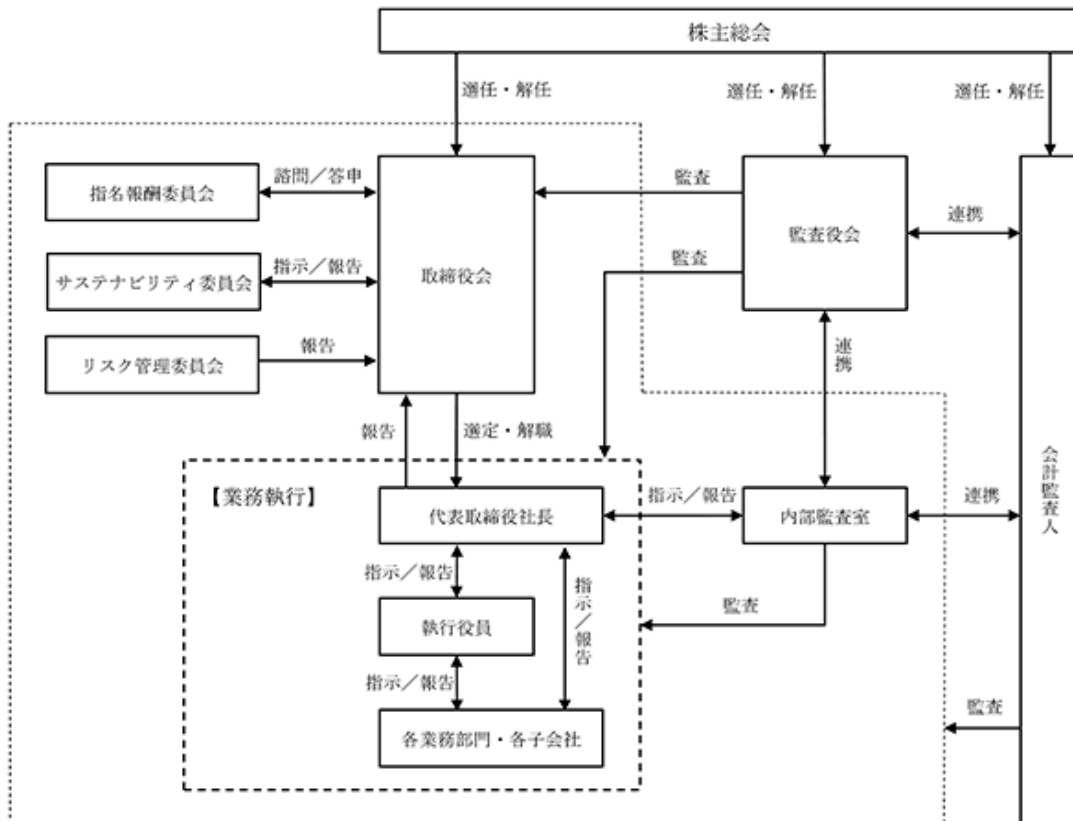 株主総会
選任・解任
選任・解任
選任・解任
指名報酬委員会
諮問／答申
取締役会
監査
監査役会
連携
サステナビリティ委員会
指示／報告
監査
リスク管理委員会
報告
連携
報告
選定・解職
【業務執行】
代表取締役社長
指示／報告
内部監査室
連携
会計監査人
指示／報告
指示／報告
執行役員
監査
指示／報告
各業務部門・各子会社
監査